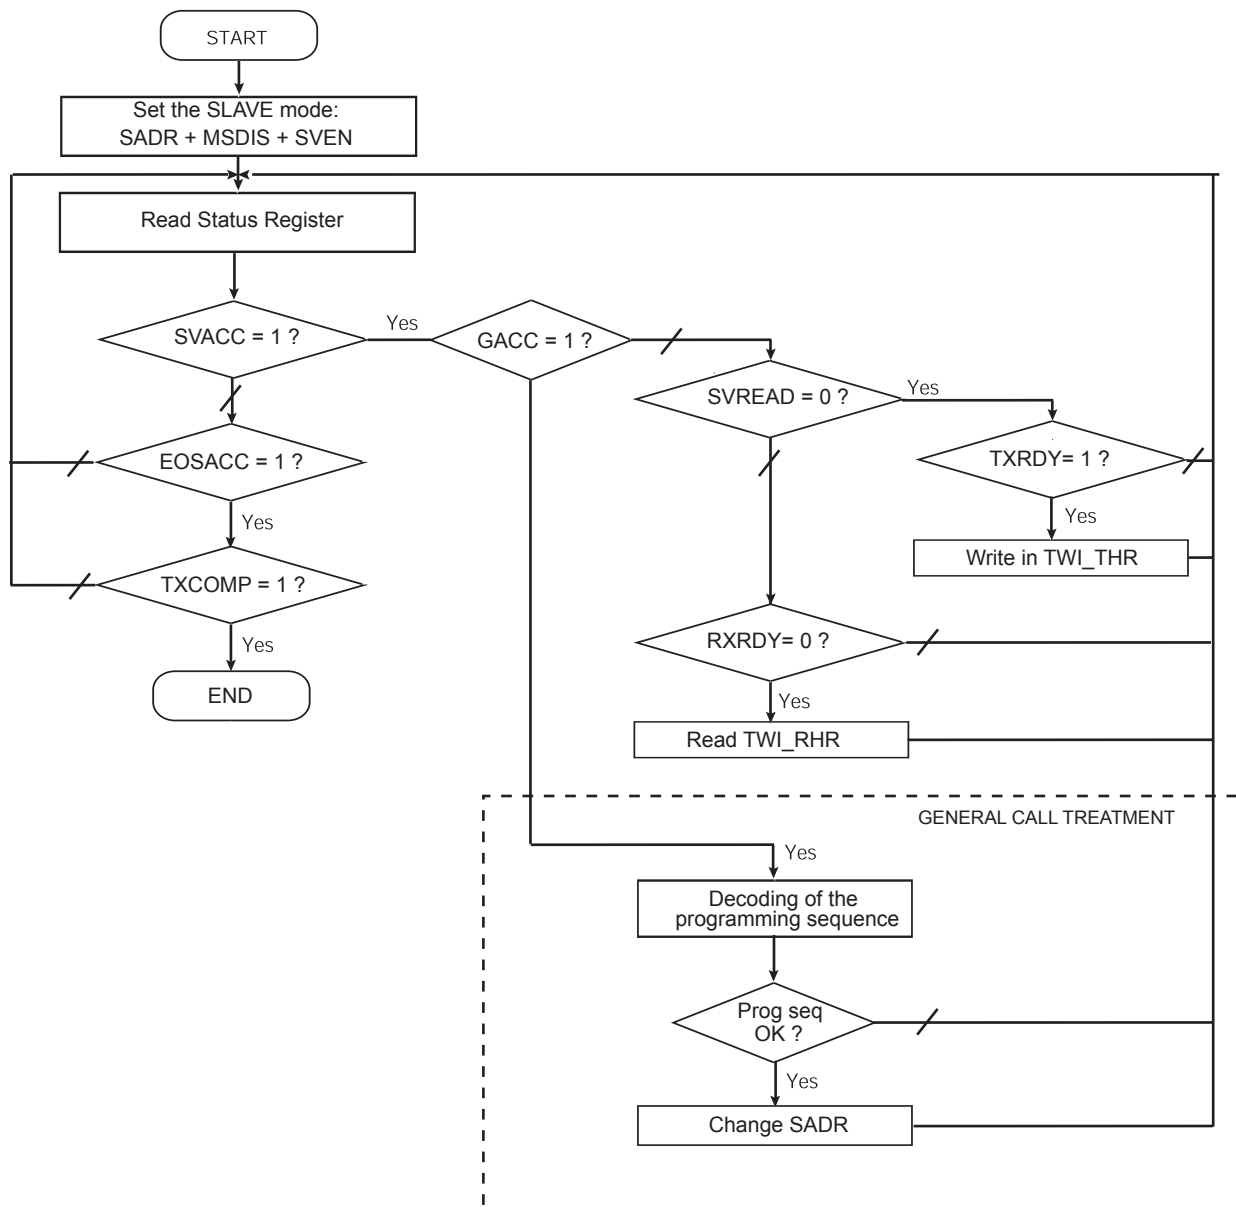 START
Set the SLAVE mode:
SADR + MSDIS + SVEN
Read Status Register
SVACC = 1 ?
Yes
GACC = 1 ?
SVREAD = 0 ?
Yes
EOSACC = 1 ?
TXRDY= 1 ?
Yes
Yes
Write in TWI_THR
TXCOMP = 1 ?
Yes
RXRDY= 0 ?
END
Yes
Read TWI_RHR
GENERAL CALL TREATMENT
Yes
Decoding of the
programming sequence
Prog seq
OK ?
Yes
Change SADR